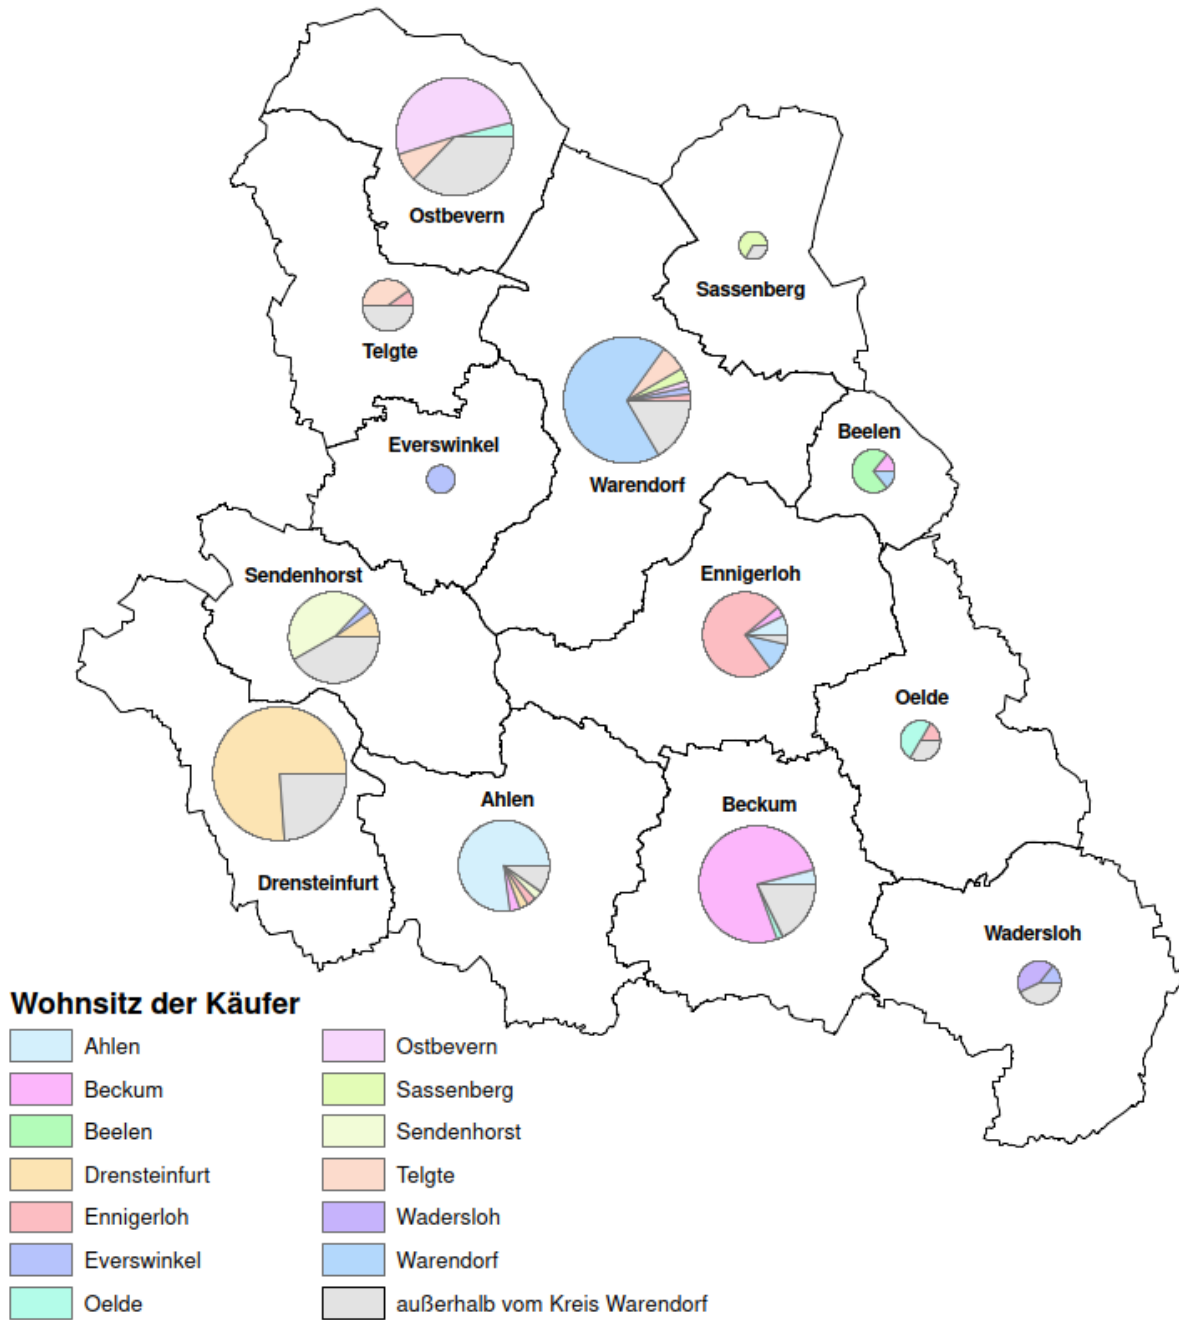 Ostbevern
Sassenberg
Telgte
Beelen
Everswinkel
Warendorf
Sendenhorst
Ennigerloh
Oelde
Ahlen
Beckum
Drensteinfurt
Wadersloh
Wohnsitz der Käufer
Ahlen
Beckum
Beelen
Drensteinfurt
Ennigerloh
Everswinkel
Oelde
Ostbevern
Sassenberg
Sendenhorst
Telgte
Wadersloh
Warendorf
außerhalb vom Kreis Warendorf